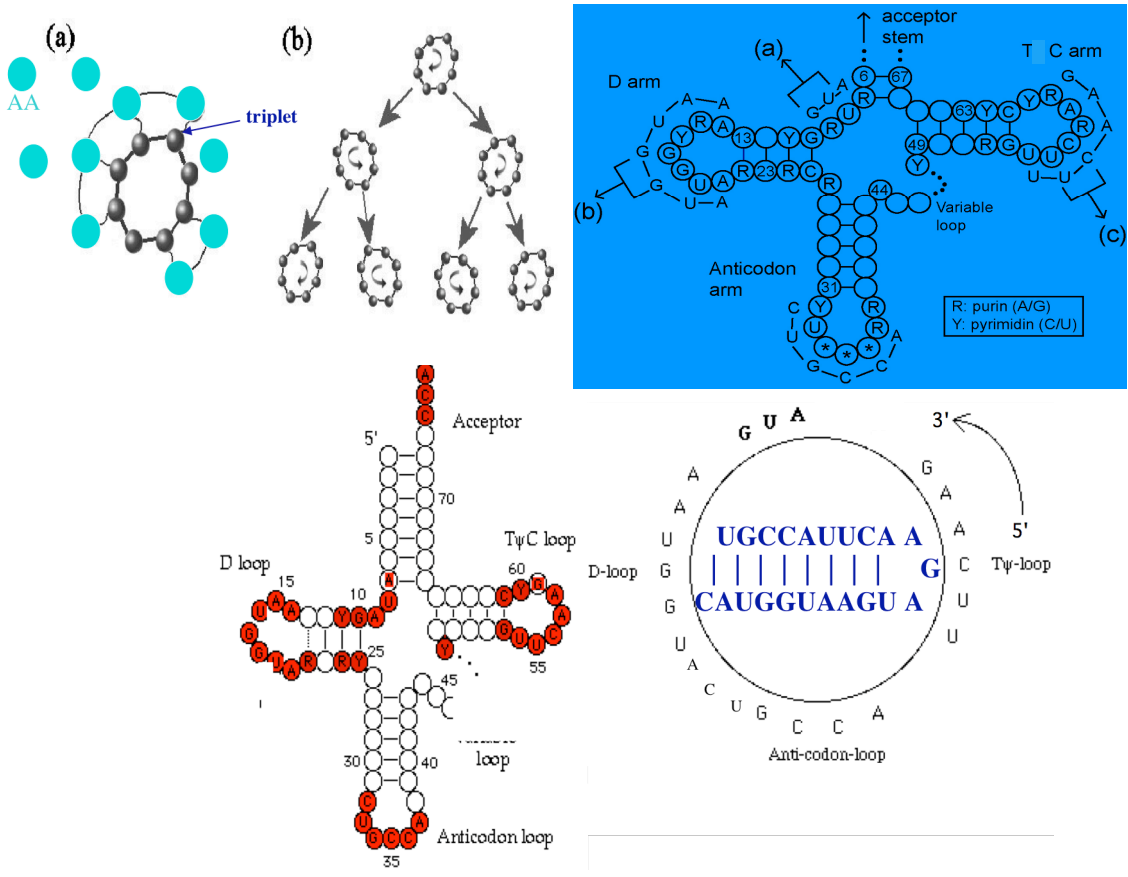 (a)
AA
triplet
(b)
acceptor
stem
T C arm
D arm
(a)
(b)
(c)
6 67
A
U
G
R
U
R
G
Y
13
A
R
Y
G
G
U
A
23
R
C
R
R
A
A
U
G
G
U
A
63 Y C Y R
A
R
C
U
U
G
R
49
Y
G
A
A
C
U
U
44
Variable
loop
Anticodon
arm
31
Y
U
* * *
R
R
C
U
G
C
C
A
R: purin (A/G)
Y: pyrimidin (C/U)
A
C
C
Acceptor
5'
70
5
D loop
TψC loop
15
10
60
A
U
A
G
Y
A
A
U
G
G
U
A
R
R
Y
25
C
Y
G
A
A
C
U
U
G
Y
55
45
30
40
loop
C
U
G
C
C
A
Anticodon loop
35
G U A
3'
5'
A
A
U
G
G
U
A
C
U
G
C
C
A
G
A
A
C
U
U
D-loop
Tψ-loop
UGCCAUUCA A
G
CAUGGUAAGU A
Anti-codon-loop